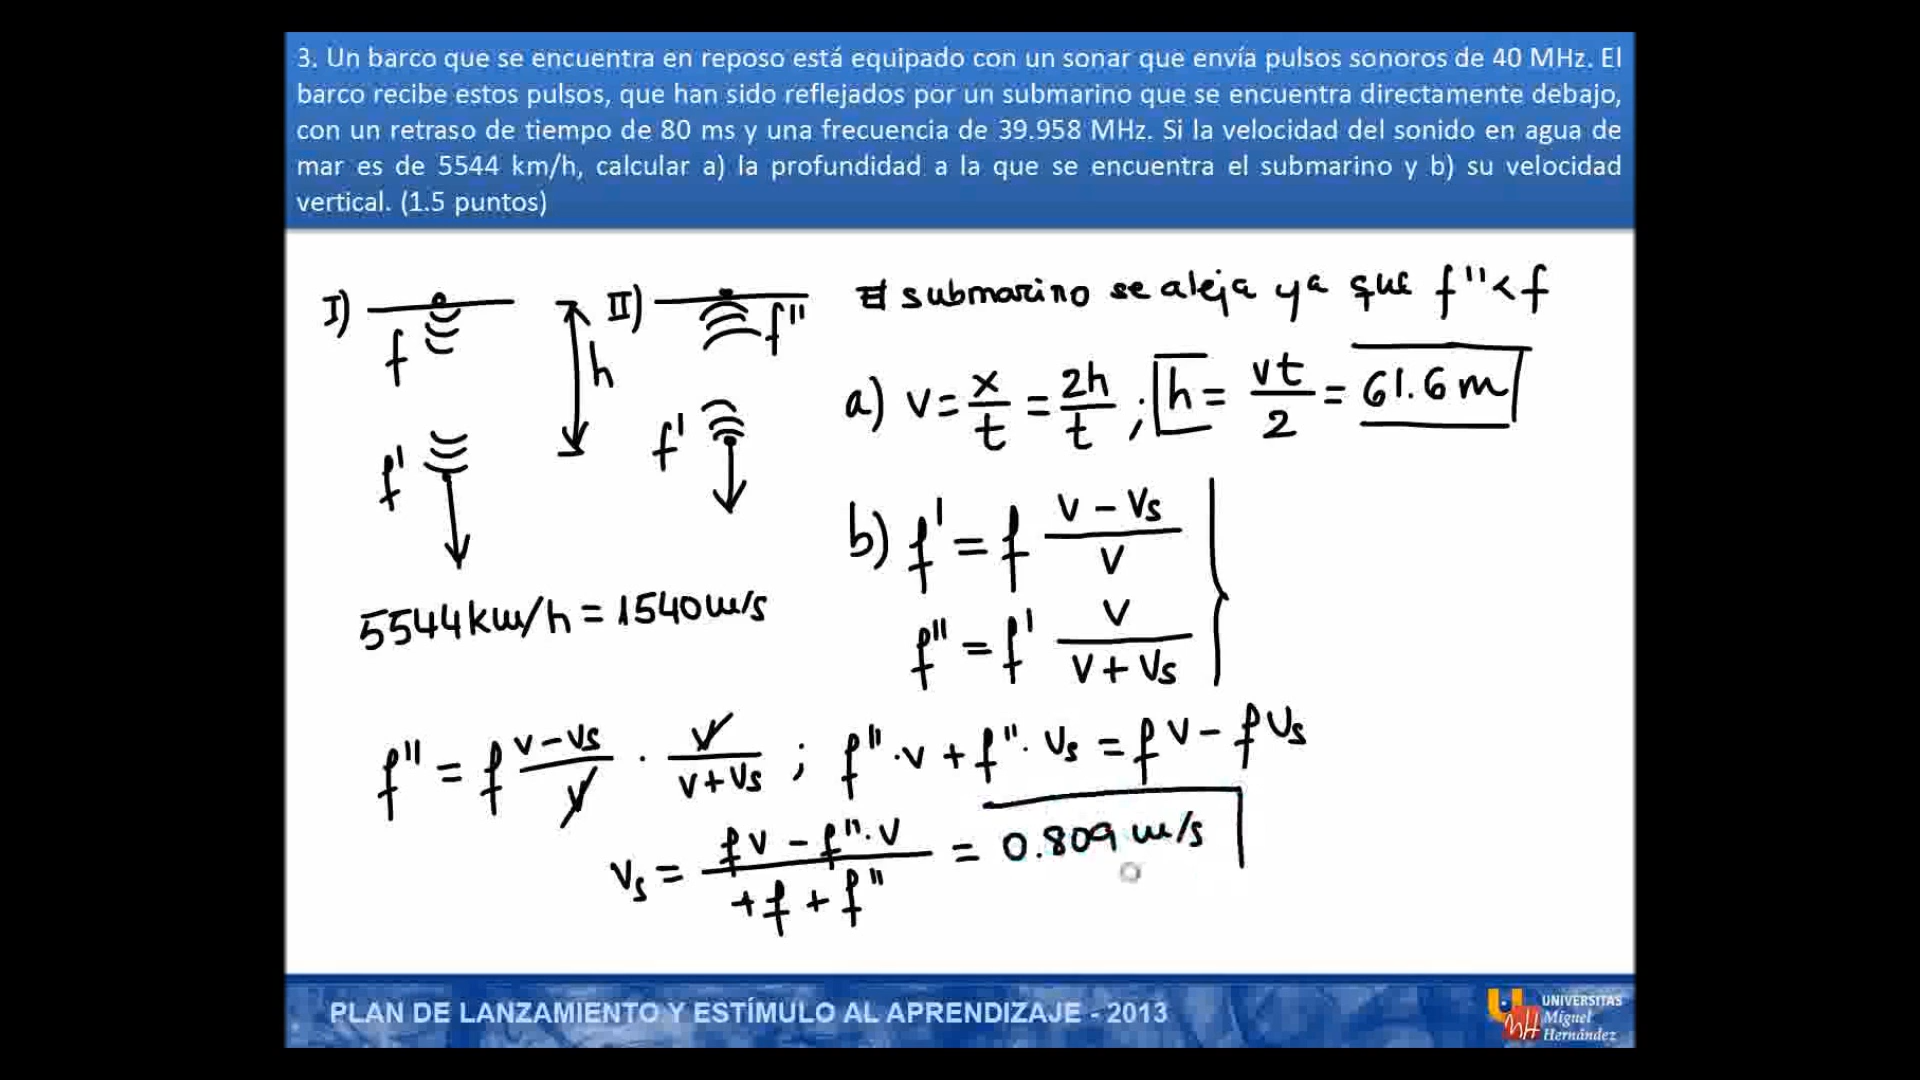 3. Un barco que se encuentra en reposo está equipado con un sonar que envía pulsos sonoros de 40 MHz. El
barco recibe estos pulsos, que han sido reflejados por un submarino que se encuentra directamente debajo,
con un retraso de tiempo de 80 ms y una frecuencia de 39.958 MHz. Si la velocidad del sonido en agua de
mar es de 5544 km/h, calcular a) la profundidad a la que se encuentra el submarino y b) su velocidad
vertical. (1.5 puntos)
I)
f
f'
h
II)
f''
f'
El submarino se aleja ya que f'' < f
a) v = x/t = 2h/t ; h = vt/2 = 61.6 m
b) f' = f (v - vs)/v
f'' = f' v/(v + vs)
5544 km/h = 1540 m/s
f'' = f (v - vs)/v · v/(v + vs) ; f'' · v + f'' · vs = f v - f vs
vs = (f v - f'' · v)/(+ f + f'') = 0.809 m/s
PLAN DE LANZAMIENTO Y ESTÍMULO AL APRENDIZAJE - 2013
UNIVERSITAS
Miguel
Hernández